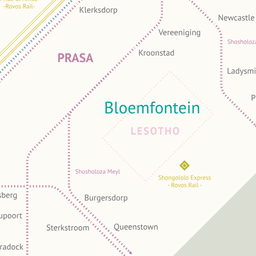 -Rovos Rail-
Klerksdorp
Newcastle
Vereeniging
Shosholoza
Kroonstad
PRASA
Ladysmi
P
Bloemfontein
LESOTHO
Shosholoza Meyl
Shongololo Express
- Rovos Rail -
sberg
Burgersdorp
upoort
Sterkstroom
Queenstown
radock